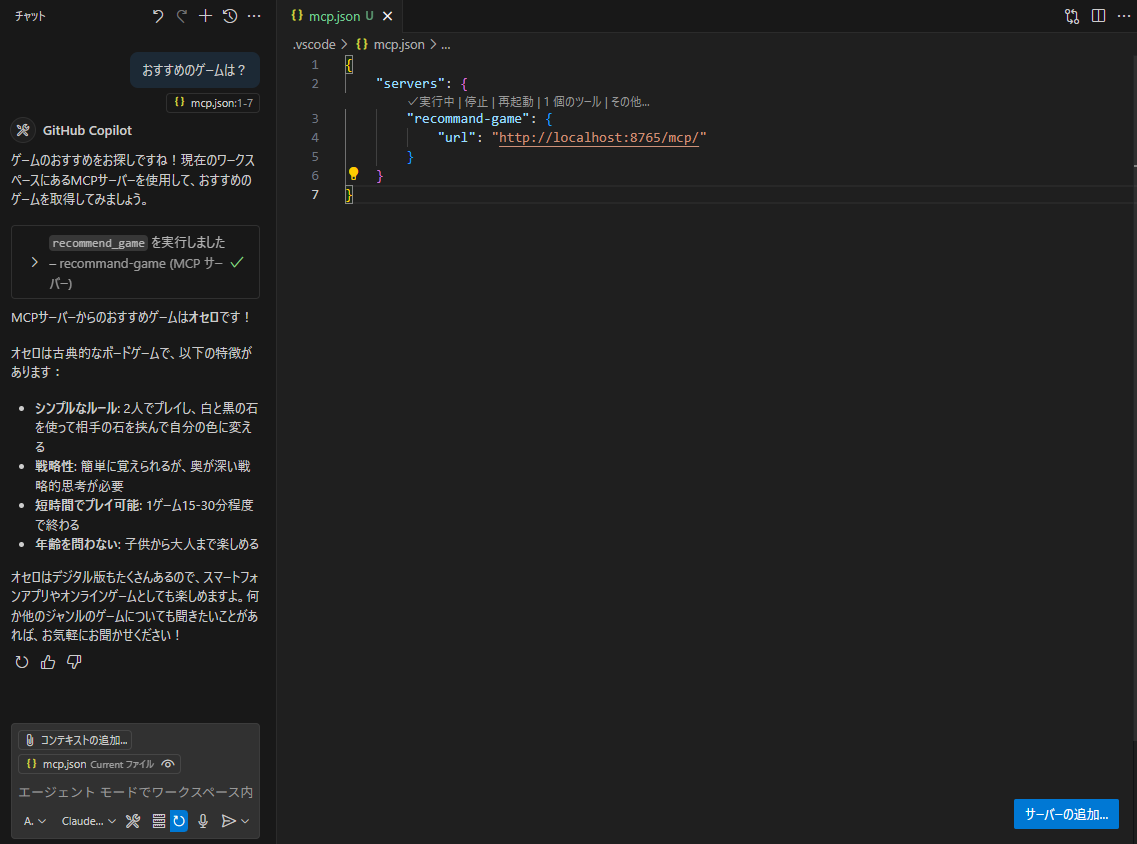 チャット
おすすめのゲームは？
mcp.json:1-7
GitHub Copilot
ゲームのおすすめをお探しですね！現在のワークス
ペースにあるMCPサーバーを使用して、おすすめの
ゲームを取得してみましょう。
recommend_game を実行しました
– recommand-game (MCP サー
バー)
MCPサーバーからのおすすめゲームはオセロです！
オセロは古典的なボードゲームで、以下の特徴が
あります：
• シンプルなルール: 2人でプレイし、白と黒の石
を使って相手の石を挟んで自分の色に変え
る
• 戦略性: 簡単に覚えられるが、奥が深い戦
略的思考が必要
• 短時間でプレイ可能: 1ゲーム15-30分程度
で終わる
• 年齢を問わない: 子供から大人まで楽しめる
オセロはデジタル版もたくさんあるので、スマートフォ
ンアプリやオンラインゲームとしても楽しめますよ。何
か他のジャンルのゲームについても聞きたいことがあ
れば、お気軽にお聞かせください！
コンテキストの追加...
mcp.json Current ファイル
エージェント モードでワークスペース内
A. Claude...
{} mcp.json U
.vscode > {} mcp.json > ...
1 {
2 "servers": {
✓実行中 | 停止 | 再起動 | 1 個のツール | その他...
3 "recommand-game": {
4 "url": "http://localhost:8765/mcp/"
5 }
6 }
7 }
サーバーの追加...